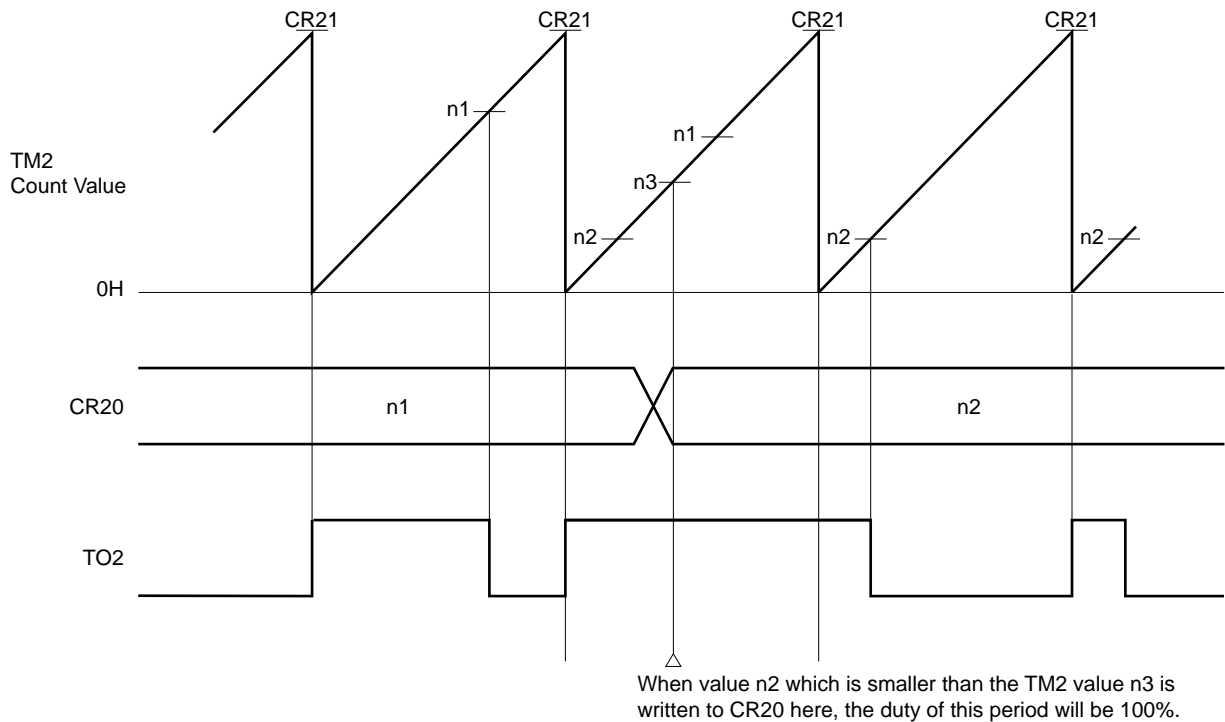 CR21 CR21 CR21 CR21
n1
n1
TM2
Count Value
n3
n2 n2 n2
0H
CR20 n1 n2
TO2
When value n2 which is smaller than the TM2 value n3 is
written to CR20 here, the duty of this period will be 100%.